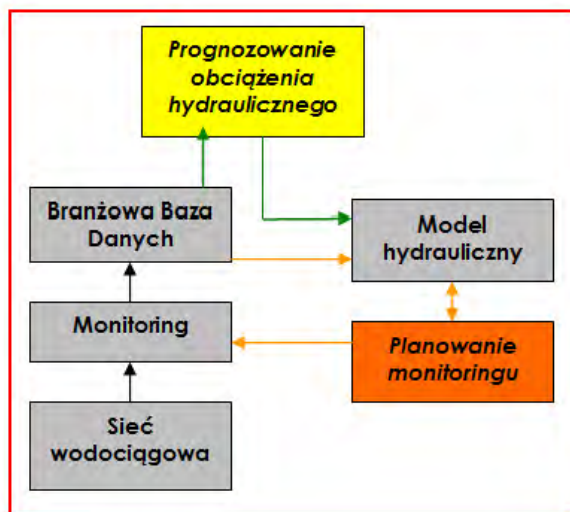 Prognozowanie
obciążenia
hydraulicznego
Branżowa Baza
Danych
Model
hydrauliczny
Monitoring
Planowanie
monitoringu
Sieć
wodociągowa